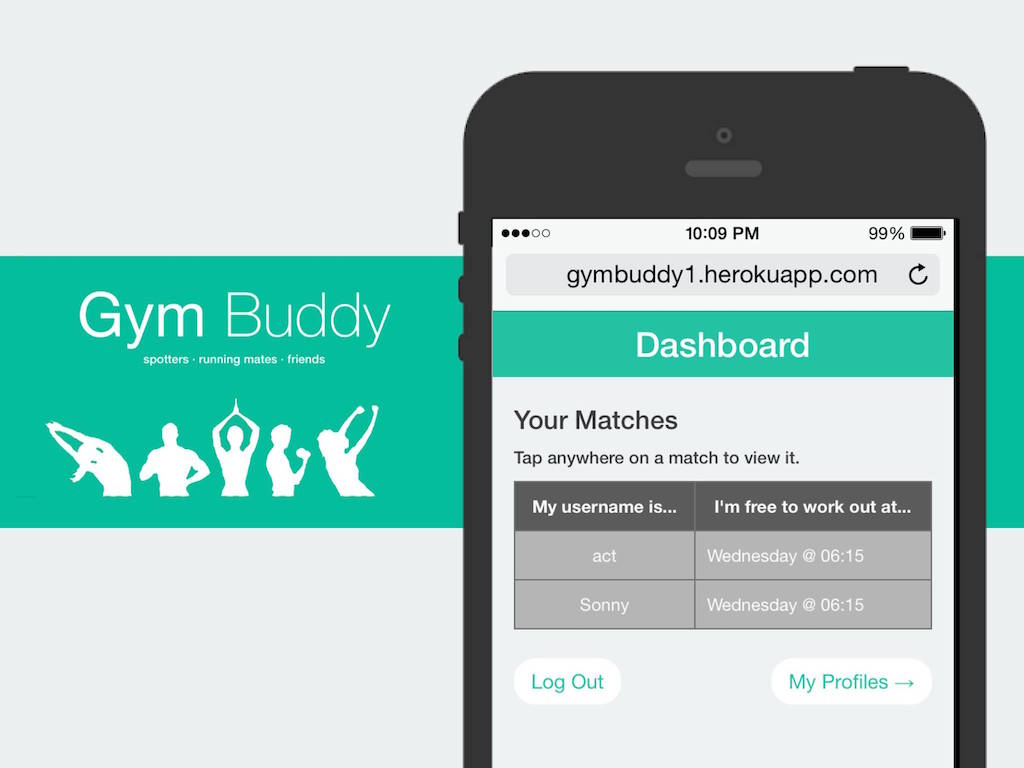 Gym Buddy
spotters · running mates · friends
10:09 PM 99%
gymbuddy1.herokuapp.com
Dashboard
Your Matches
Tap anywhere on a match to view it.
My username is... I'm free to work out at...
act Wednesday @ 06:15
Sonny Wednesday @ 06:15
Log Out My Profiles →